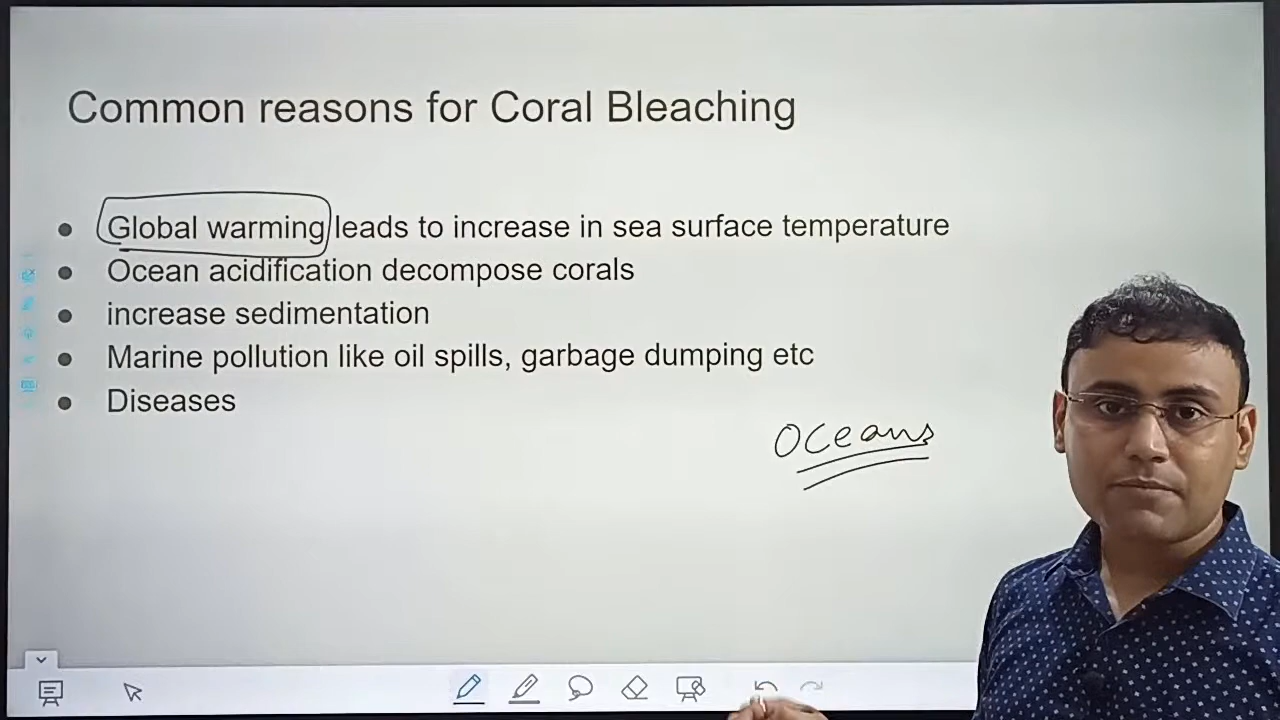 Common reasons for Coral Bleaching
Global warming leads to increase in sea surface temperature
Ocean acidification decompose corals
increase sedimentation
Marine pollution like oil spills, garbage dumping etc
Diseases
Oceans